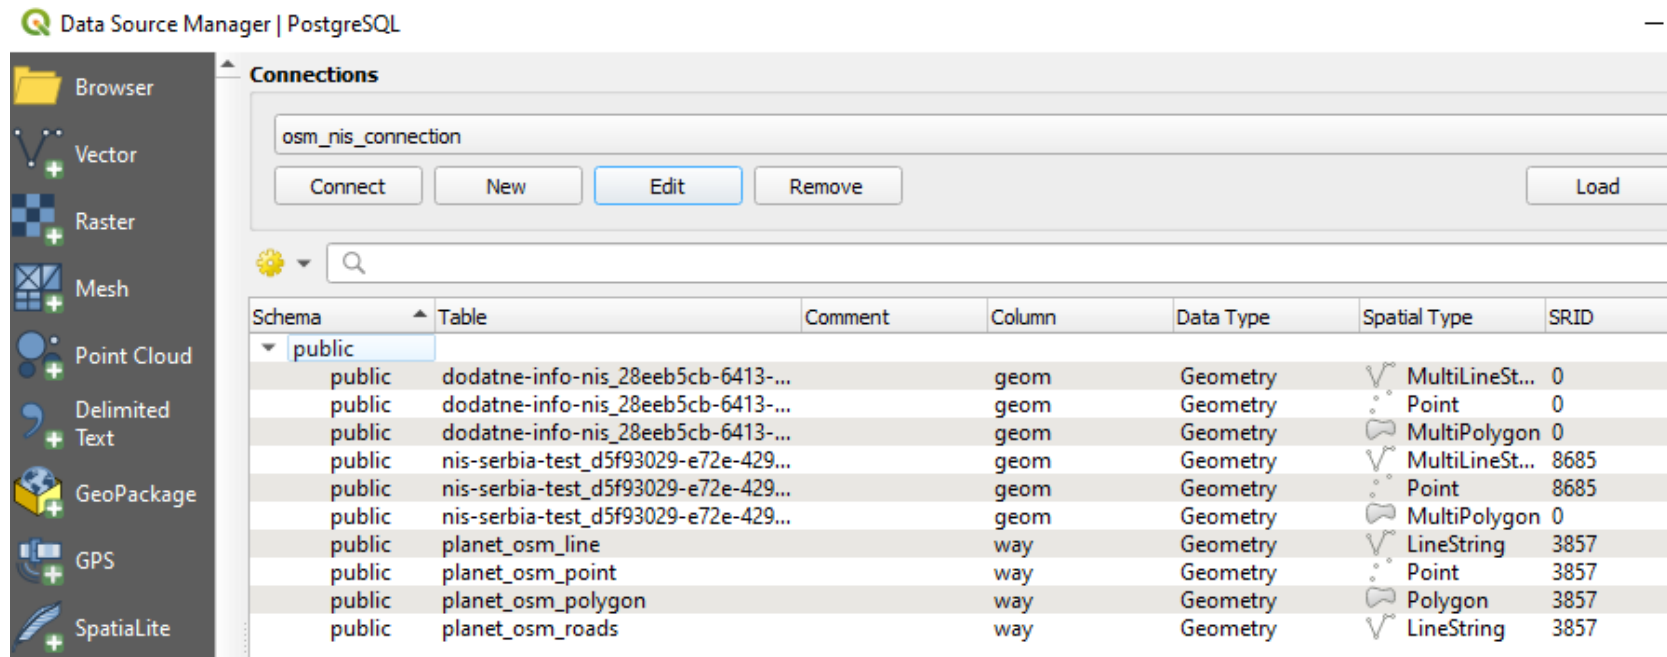 Data Source Manager | PostgreSQL
Browser
Vector
Raster
Mesh
Point Cloud
Delimited
Text
GeoPackage
GPS
SpatiaLite
Connections
osm_nis_connection
Connect New Edit Remove Load
Schema Table Comment Column Data Type Spatial Type SRID
public
public dodatne-info-nis_28eeb5cb-6413-... geom Geometry MultiLineSt... 0
public dodatne-info-nis_28eeb5cb-6413-... geom Geometry Point 0
public dodatne-info-nis_28eeb5cb-6413-... geom Geometry MultiPolygon 0
public nis-serbia-test_d5f93029-e72e-429... geom Geometry MultiLineSt... 8685
public nis-serbia-test_d5f93029-e72e-429... geom Geometry Point 8685
public nis-serbia-test_d5f93029-e72e-429... geom Geometry MultiPolygon 0
public planet_osm_line way Geometry LineString 3857
public planet_osm_point way Geometry Point 3857
public planet_osm_polygon way Geometry Polygon 3857
public planet_osm_roads way Geometry LineString 3857